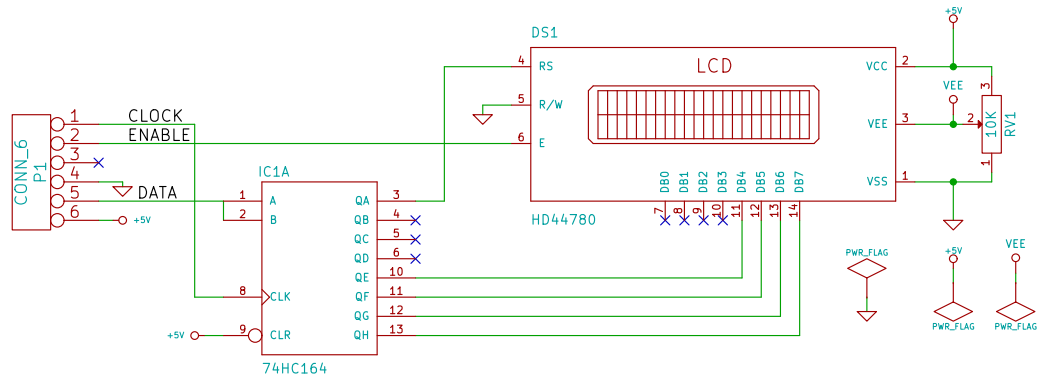 +5V
DS1
4
RS
LCD
VCC
2
5
R/W
VEE
3
10K
RV1
CONN_6
P1
1
CLOCK
2
ENABLE
3
4
5
DATA
6
+5V
6
E
VEE
3
2
VSS
1
1
DB0
DB1
DB2
DB3
DB4
DB5
DB6
DB7
7
8
9
10
11
12
13
14
HD44780
IC1A
1
A
QA
3
2
B
QB
4
QC
5
QD
6
QE
10
8
CLK
QF
11
QG
12
+5V
9
CLR
QH
13
74HC164
PWR_FLAG
+5V
PWR_FLAG
VEE
PWR_FLAG